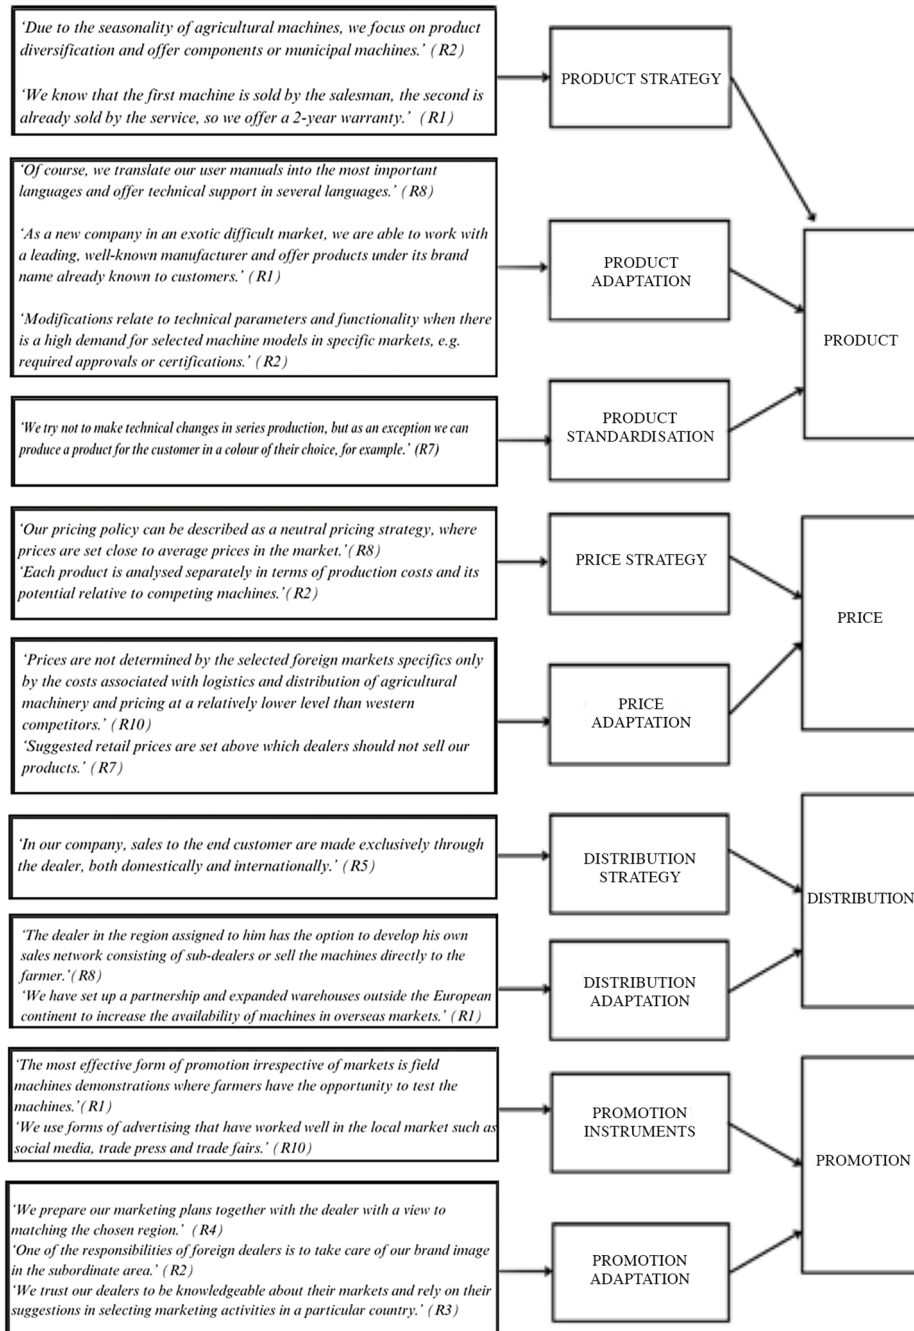 ‘Due to the seasonality of agricultural machines, we focus on product
diversification and offer components or municipal machines.’ (R2)
‘We know that the first machine is sold by the salesman, the second is
already sold by the service, so we offer a 2-year warranty.’ (R1)
PRODUCT STRATEGY
‘Of course, we translate our user manuals into the most important
languages and offer technical support in several languages.’ (R8)
‘As a new company in an exotic difficult market, we are able to work with
a leading, well-known manufacturer and offer products under its brand
name already known to customers.’ (R1)
‘Modifications relate to technical parameters and functionality when there
is a high demand for selected machine models in specific markets, e.g.
required approvals or certifications.’ (R2)
PRODUCT
ADAPTATION
‘We try not to make technical changes in series production, but as an exception we can
produce a product for the customer in a colour of their choice, for example.’ (R7)
PRODUCT
STANDARDISATION
PRODUCT
‘Our pricing policy can be described as a neutral pricing strategy, where
prices are set close to average prices in the market.’(R8)
‘Each product is analysed separately in terms of production costs and its
potential relative to competing machines.’(R2)
PRICE STRATEGY
‘Prices are not determined by the selected foreign markets specifics only
by the costs associated with logistics and distribution of agricultural
machinery and pricing at a relatively lower level than western
competitors.’ (R10)
‘Suggested retail prices are set above which dealers should not sell our
products.’ (R7)
PRICE
ADAPTATION
PRICE
‘In our company, sales to the end customer are made exclusively through
the dealer, both domestically and internationally.’ (R5)
DISTRIBUTION
STRATEGY
‘The dealer in the region assigned to him has the option to develop his own
sales network consisting of sub-dealers or sell the machines directly to the
farmer.’(R8)
‘We have set up a partnership and expanded warehouses outside the European
continent to increase the availability of machines in overseas markets.’ (R1)
DISTRIBUTION
ADAPTATION
DISTRIBUTION
‘The most effective form of promotion irrespective of markets is field
machines demonstrations where farmers have the opportunity to test the
machines.’(R1)
‘We use forms of advertising that have worked well in the local market such as
social media, trade press and trade fairs.’ (R10)
PROMOTION
INSTRUMENTS
‘We prepare our marketing plans together with the dealer with a view to
matching the chosen region.’ (R4)
‘One of the responsibilities of foreign dealers is to take care of our brand image
in the subordinate area.’ (R2)
‘We trust our dealers to be knowledgeable about their markets and rely on their
suggestions in selecting marketing activities in a particular country.’ (R3)
PROMOTION
ADAPTATION
PROMOTION